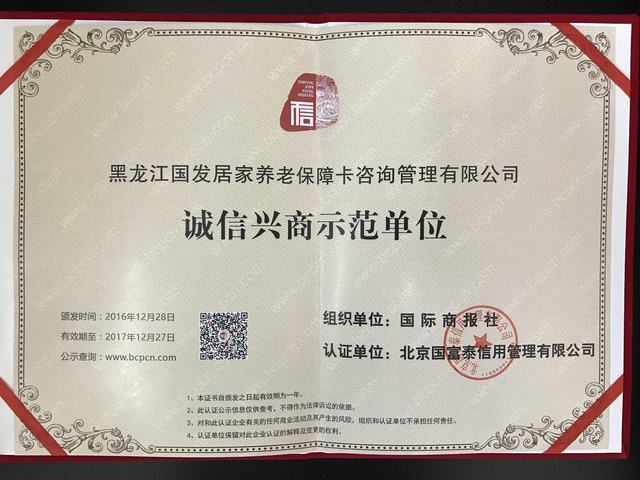 信
黑龙江国发居家养老保障卡咨询管理有限公司
诚信兴商示范单位
颁发时间：2016年12月28日
有效期至：2017年12月27日
公示查询：www.bcpcn.com
组织单位：国际商报社
认证单位：北京国富泰信用管理有限公司
1、本证书自颁发之日起有效期为一年。
2、此认证公示信息仅供查考，不得作为法律诉讼的依据。
3、对和此认证企业有关的任何商业活动及其产生的风险，组织和认证单位不承担任何责任。
4、认证单位保留对此企业认证的解释及变更的权利。